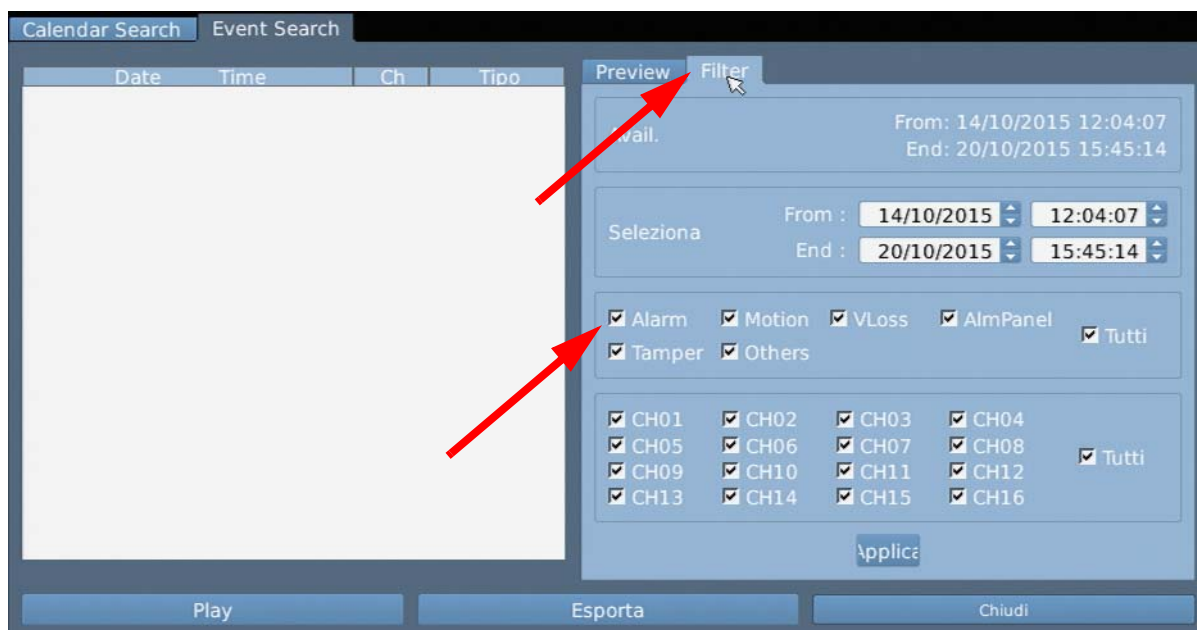 Calendar Search Event Search
Date Time Ch Tipo
Preview Filter
Avail.
From: 14/10/2015 12:04:07
End: 20/10/2015 15:45:14
Seleziona
From : 14/10/2015 12:04:07
End : 20/10/2015 15:45:14
Alarm Motion VLoss AlmPanel
Tamper Others
Tutti
CH01 CH02 CH03 CH04
CH05 CH06 CH07 CH08
CH09 CH10 CH11 CH12
CH13 CH14 CH15 CH16
Tutti
Applica
Play Esporta Chiudi